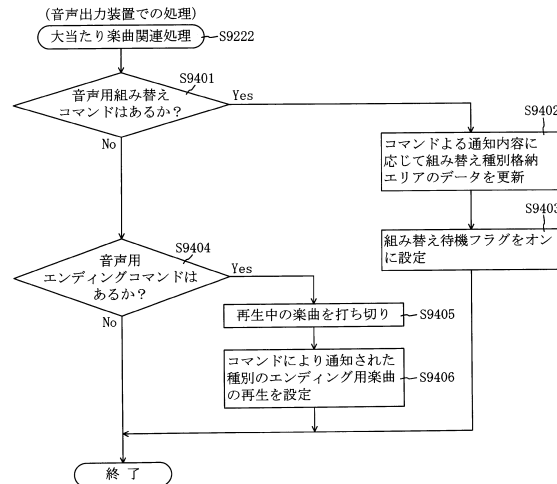 (音声出力装置での処理)
大当たり楽曲関連処理
S9222
S9401
音声用組み替え
コマンドはあるか?
Yes
No
S9402
コマンドよる通知内容に
応じて組み替え種別格納
エリアのデータを更新
S9403
組み替え待機フラグをオン
に設定
S9404
音声用
エンディングコマンドは
あるか?
Yes
No
再生中の楽曲を打ち切り
S9405
コマンドにより通知された
種別のエンディング用楽曲
の再生を設定
S9406
終 了